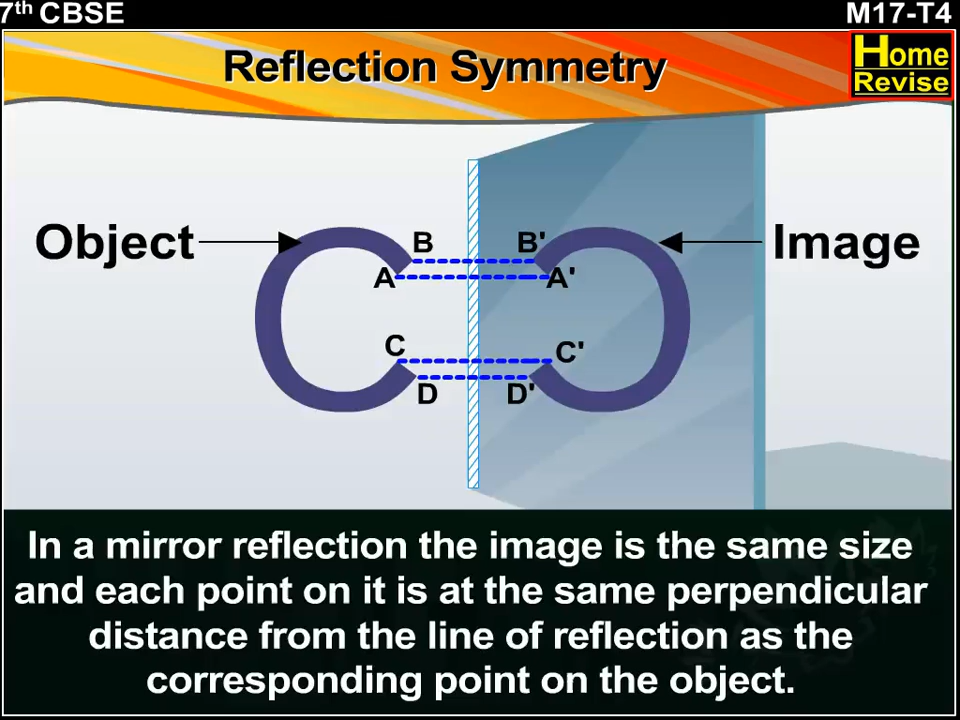 7th CBSE
M17-T4
Home
Revise
Reflection Symmetry
Object
Image
B
B'
A
A'
C
C'
D
D'
In a mirror reflection the image is the same size
and each point on it is at the same perpendicular
distance from the line of reflection as the
corresponding point on the object.